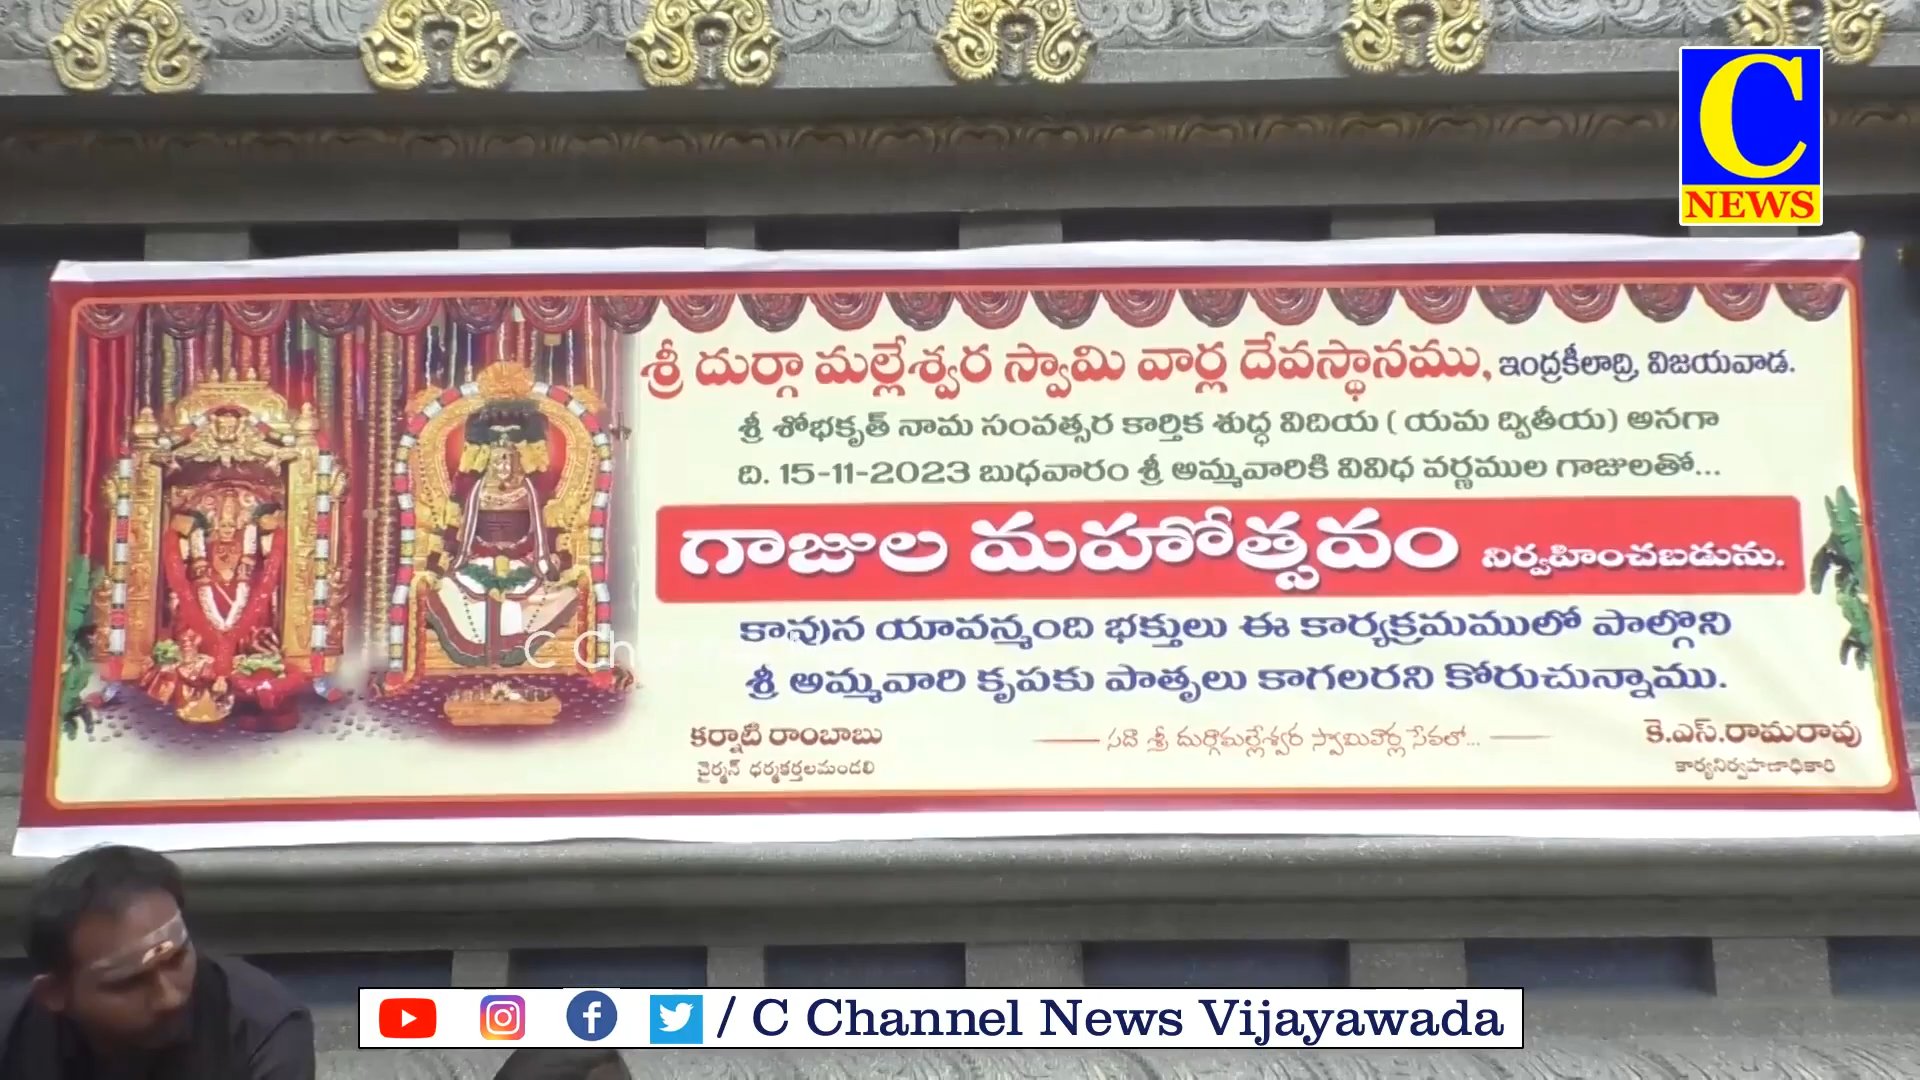 C
NEWS
శ్రీ దుర్గా మల్లేశ్వర స్వామి వార్ల దేవస్థానము, ఇంద్రకీలాద్రి, విజయవాడ.
శ్రీ శోభకృత్ నామ సంవత్సర కార్తిక శుద్ధ విదియ ( యమ ద్వితీయ) అనగా
ది. 15-11-2023 బుధవారం శ్రీ అమ్మవారికి వివిధ వర్ణముల గాజులతో...
గాజుల మహోత్సవం నిర్వహించబడును.
కావున యావన్మంది భక్తులు ఈ కార్యక్రమములో పాల్గొని
శ్రీ అమ్మవారి కృపకు పాతృలు కాగలరని కోరుచున్నాము.
కర్నాటి రాంబాబు
చైర్మన్ ధర్మకర్తలమండలి
సదా శ్రీ దుర్గామల్లేశ్వర స్వామివార్ల సేవలో...
కె.ఎస్.రామరావు
కార్యనిర్వహణాధికారి
/ C Channel News Vijayawada